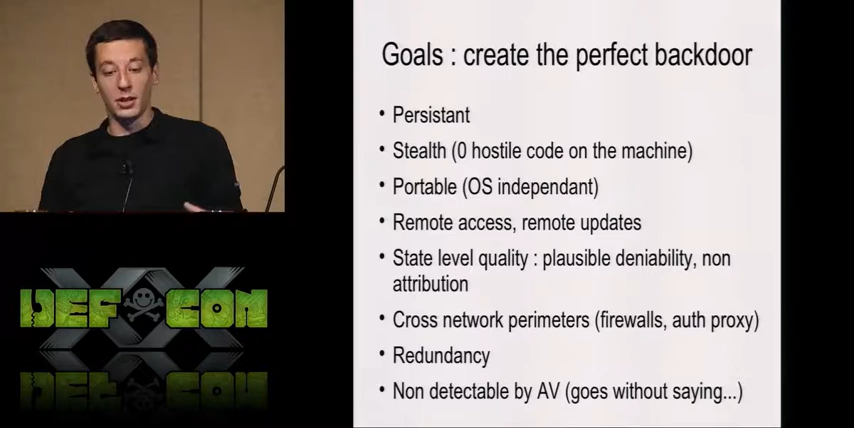 Goals : create the perfect backdoor
• Persistant
• Stealth (0 hostile code on the machine)
• Portable (OS independant)
• Remote access, remote updates
• State level quality : plausible deniability, non
attribution
• Cross network perimeters (firewalls, auth proxy)
• Redundancy
• Non detectable by AV (goes without saying...)
XX
DEF CON